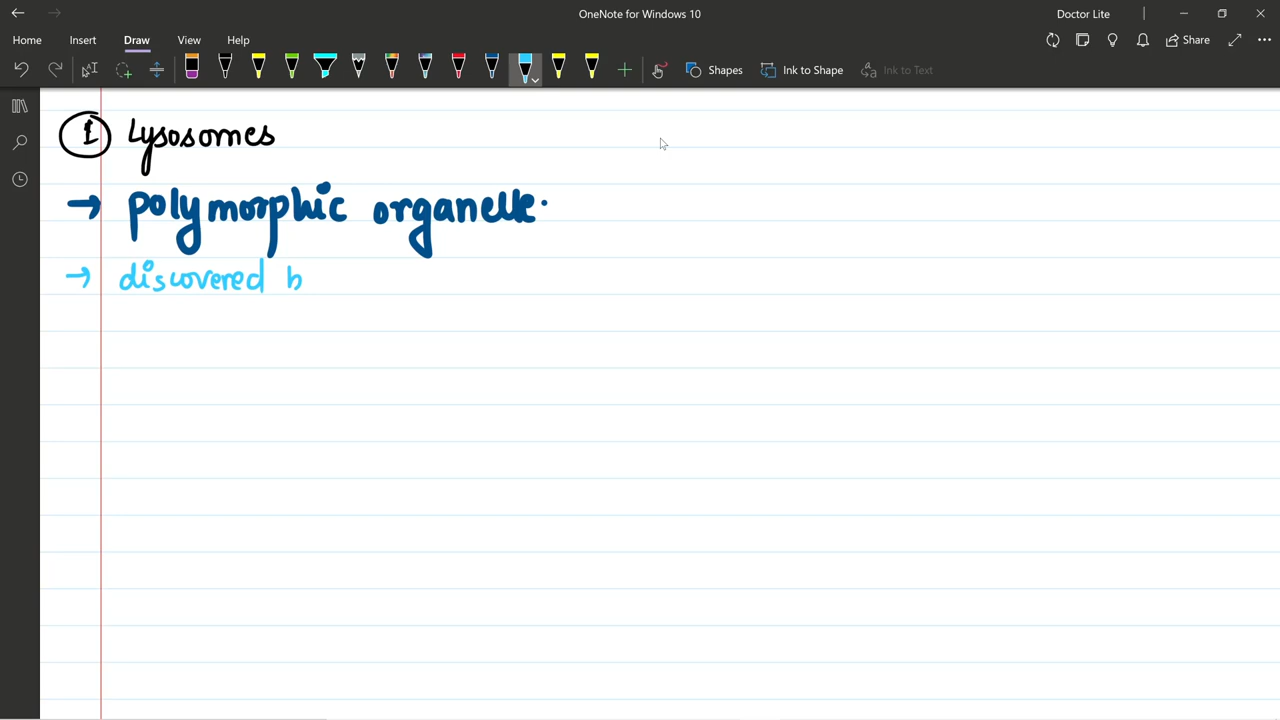 OneNote for Windows 10
Doctor Lite
Home Insert Draw View Help
Share
Shapes
Ink to Shape
Ink to Text
1 Lysosomes
→ polymorphic organelle.
→ discovered b